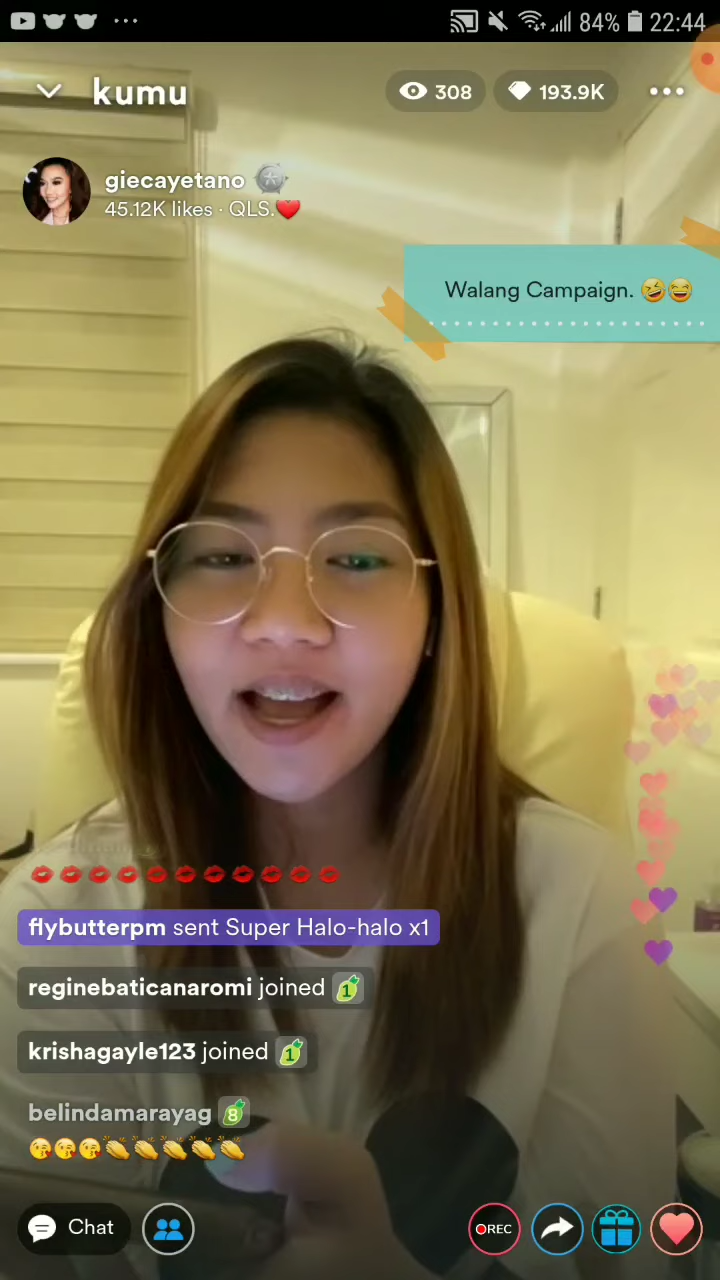 84% 22:44
kumu 308 193.9K
giecayetano
45.12K likes · QLS.❤️
Walang Campaign. 🤣😂
💋💋💋💋💋💋💋💋💋💋💋
flybutterpm sent Super Halo-halo x1
reginebaticanaromi joined 1
krishagayle123 joined 1
belindamarayag 8
😘😘😘👏👏👏👏👏
Chat REC